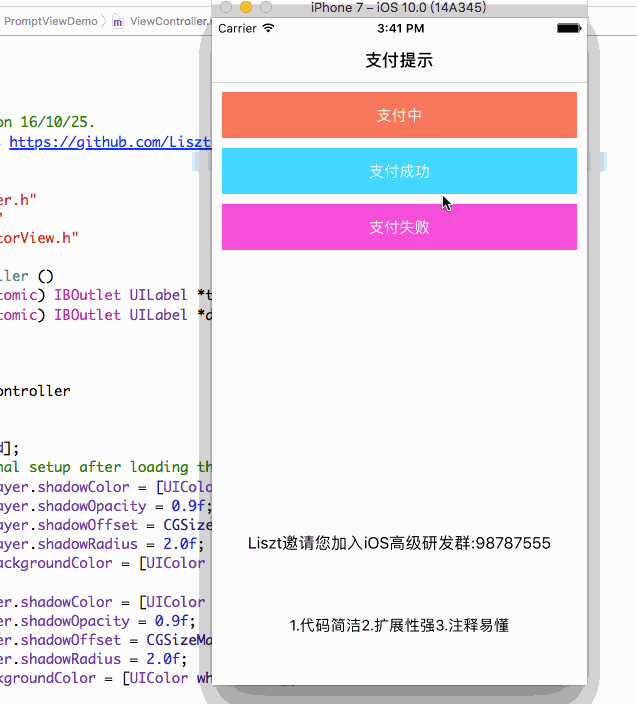 PromptViewDemo
ViewController.
iPhone 7 – iOS 10.0 (14A345)
Carrier
3:41 PM
支付提示
支付中
支付成功
支付失败
Liszt邀请您加入iOS高级研发群:98787555
1.代码简洁2.扩展性强3.注释易懂
on 16/10/25.
https://github.com/Liszt
er.h"
"
torView.h"
ller ()
tomic) IBOutlet UILabel *t
tomic) IBOutlet UILabel *d
ontroller
d];
nal setup after loading th
ayer.shadowColor = [UIColo
ayer.shadowOpacity = 0.9f;
ayer.shadowOffset = CGSize
ayer.shadowRadius = 2.0f;
ackgroundColor = [UIColor
er.shadowColor = [UIColor
er.shadowOpacity = 0.9f;
er.shadowOffset = CGSizeMa
er.shadowRadius = 2.0f;
kgroundColor = [UIColor wh